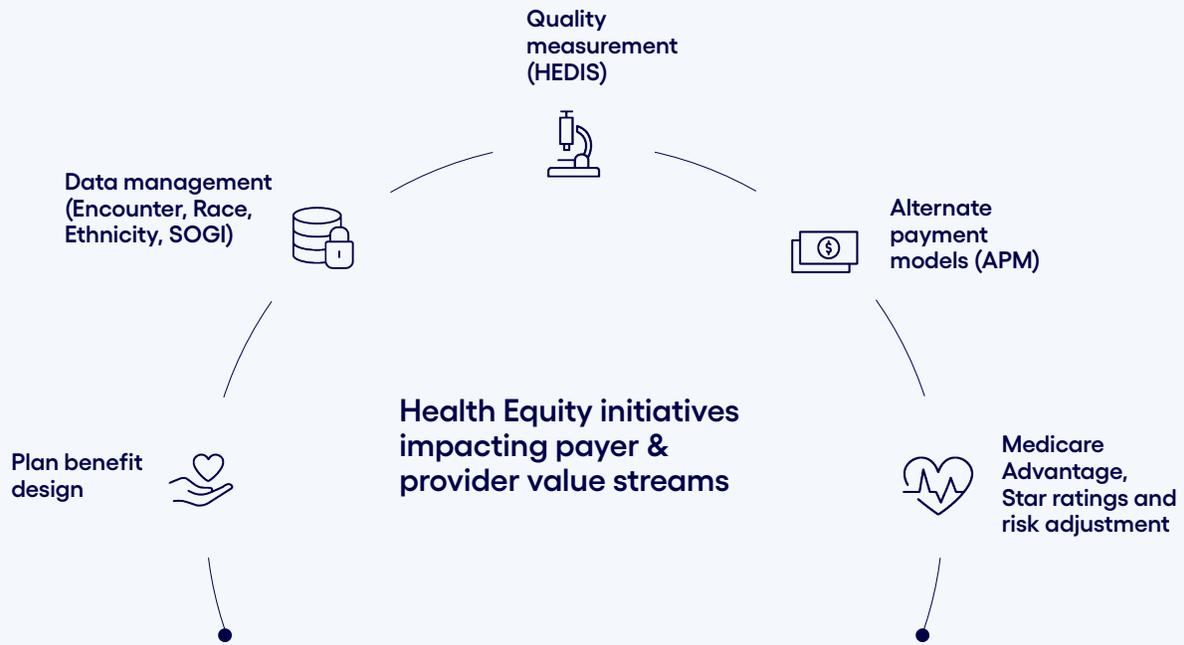 Quality
measurement
(HEDIS)
Data management
(Encounter, Race,
Ethnicity, SOGI)
Alternate
payment
models (APM)
Health Equity initiatives
impacting payer &
provider value streams
Plan benefit
design
Medicare
Advantage,
Star ratings and
risk adjustment
$